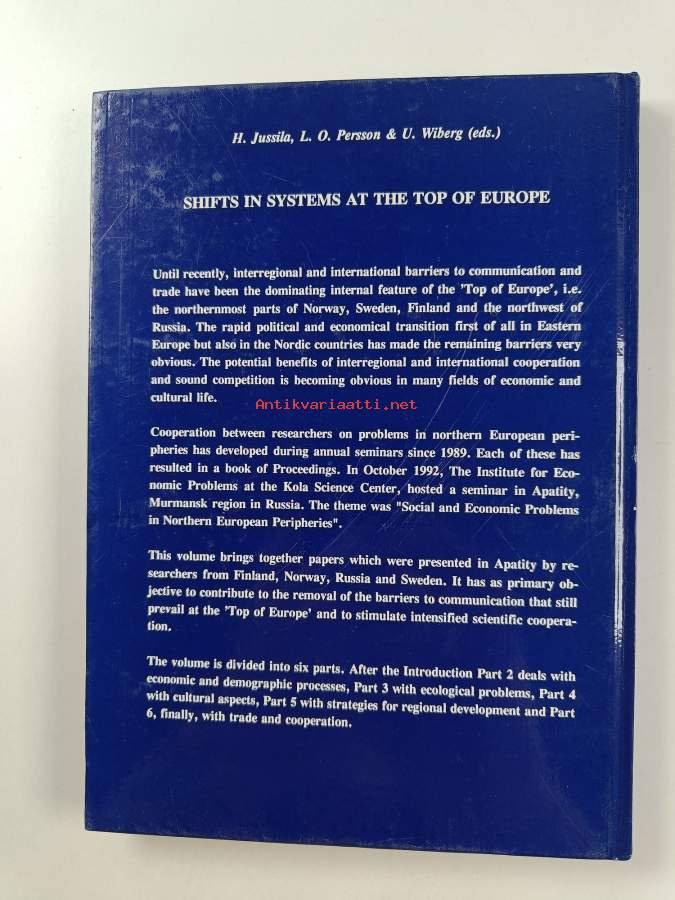 H. Jussila, L. O. Persson & U. Wiberg (eds.)
SHIFTS IN SYSTEMS AT THE TOP OF EUROPE
Until recently, interregional and international barriers to communication and
trade have been the dominating internal feature of the 'Top of Europe', i.e.
the northernmost parts of Norway, Sweden, Finland and the northwest of
Russia. The rapid political and economical transition first of all in Eastern
Europe but also in the Nordic countries has made the remaining barriers very
obvious. The potential benefits of interregional and international cooperation
and sound competition is becoming obvious in many fields of economic and
cultural life.
Antikvariaatti.net
Cooperation between researchers on problems in northern European peri-
pheries has developed during annual seminars since 1989. Each of these has
resulted in a book of Proceedings. In October 1992, The Institute for Eco-
nomic Problems at the Kola Science Center, hosted a seminar in Apatity,
Murmansk region in Russia. The theme was "Social and Economic Problems
in Northern European Peripheries".
This volume brings together papers which were presented in Apatity by re-
searchers from Finland, Norway, Russia and Sweden. It has as primary ob-
jective to contribute to the removal of the barriers to communication that still
prevail at the 'Top of Europe' and to stimulate intensified scientific coopera-
tion.
The volume is divided into six parts. After the Introduction Part 2 deals with
economic and demographic processes, Part 3 with ecological problems, Part 4
with cultural aspects, Part 5 with strategies for regional development and Part
6, finally, with trade and cooperation.